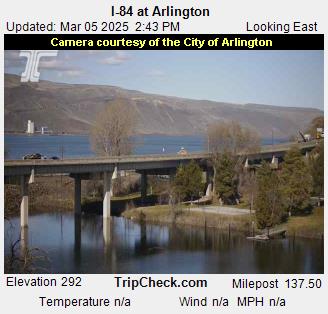 I-84 at Arlington
Updated: Mar 05 2025 2:43 PM Looking East
Camera courtesy of the City of Arlington
Elevation 292 TripCheck.com Milepost 137.50
Temperature n/a Wind n/a MPH n/a